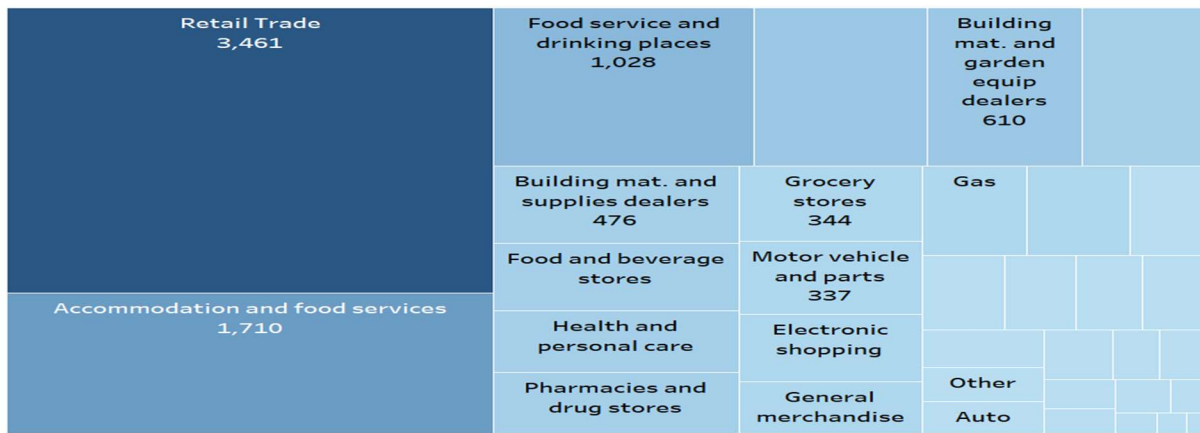 Retail Trade
3,461
Accommodation and food services
1,710
Food service and
drinking places
1,028
Building
mat. and
garden
equip
dealers
610
Building mat. and
supplies dealers
476
Food and beverage
stores
Health and
personal care
Pharmacies and
drug stores
Grocery
stores
344
Motor vehicle
and parts
337
Electronic
shopping
General
merchandise
Gas
Other
Auto